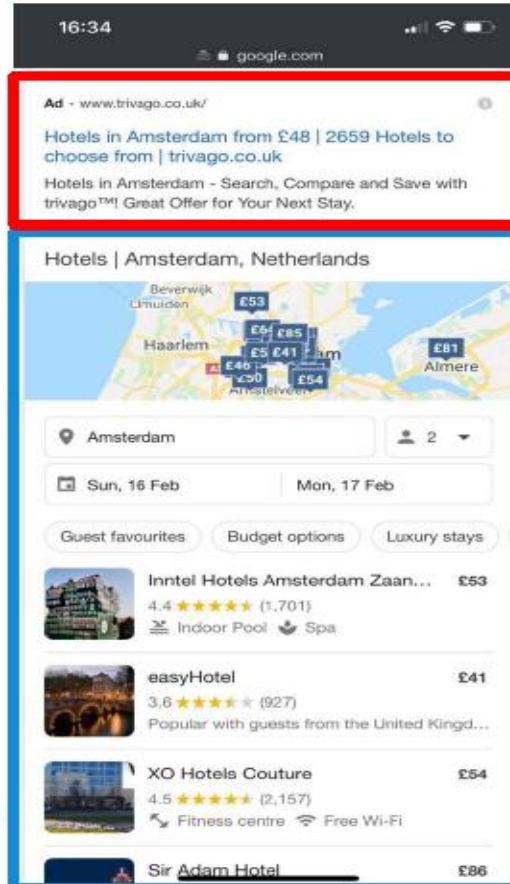 16:34
google.com
Ad - www.trivago.co.uk/
Hotels in Amsterdam from £48 | 2659 Hotels to
choose from | trivago.co.uk
Hotels in Amsterdam - Search, Compare and Save with
trivago™! Great Offer for Your Next Stay.
Hotels | Amsterdam, Netherlands
Beverwijk
£53
£85
Haarlem
£41
£81
£46
£54
Almere
Amsterdam
2
Sun, 16 Feb
Mon, 17 Feb
Guest favourites
Budget options
Luxury stays
Inntel Hotels Amsterdam Zaan... £53
4.4 (1,701)
Indoor Pool Spa
easyHotel £41
3.6 (927)
Popular with guests from the United Kingd...
XO Hotels Couture £54
4.5 (2,157)
Fitness centre Free Wi-Fi
Sir Adam Hotel £86